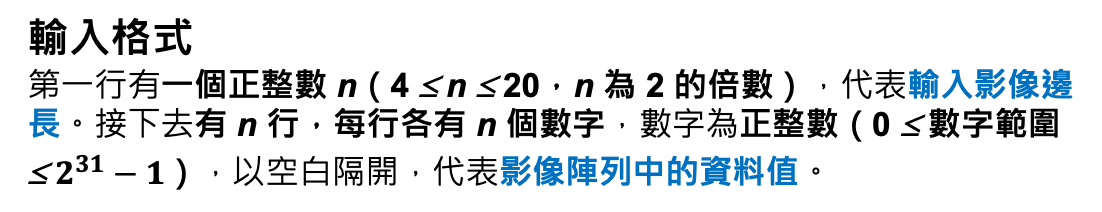 輸入格式
第一行有一個正整數 n（4 ≤n ≤20，n 為 2 的倍數），代表輸入影像邊
長。接下去有 n 行，每行各有 n 個數字，數字為正整數（0 ≤數字範圍
≤2³¹ − 1），以空白隔開，代表影像陣列中的資料值。